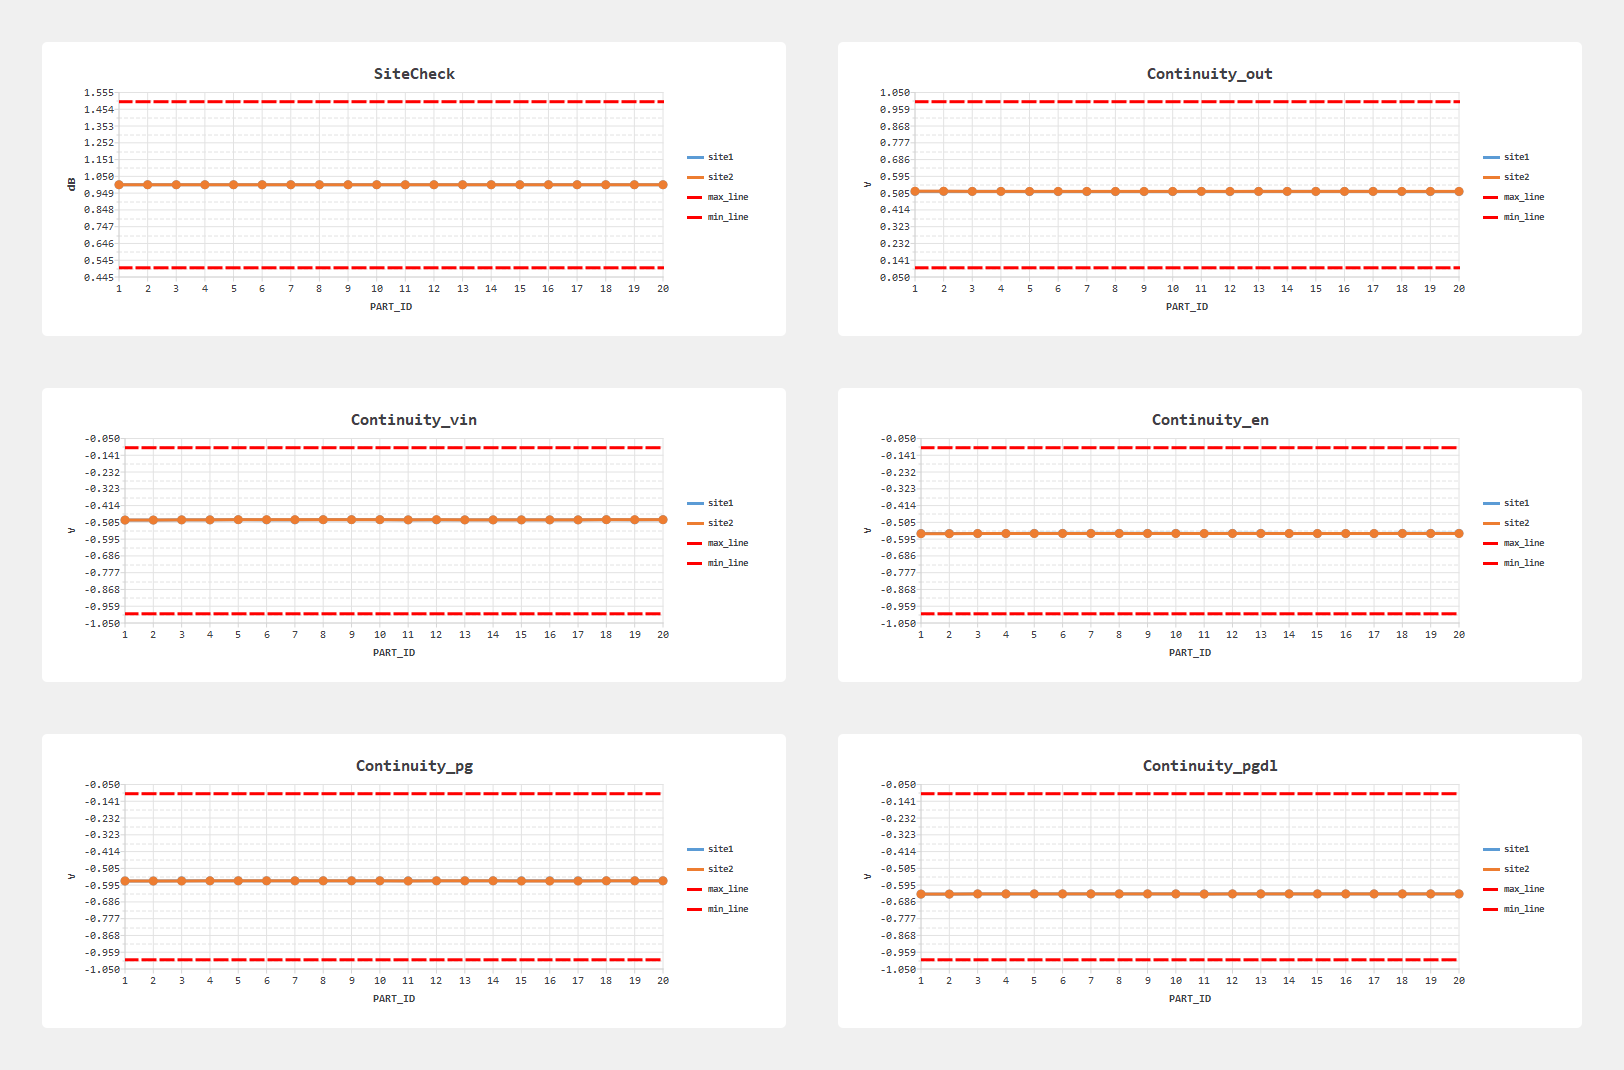 SiteCheck
1.555
1.454
1.353
1.252
1.151
1.050
0.949
0.848
0.747
0.646
0.545
0.445
dB
1 2 3 4 5 6 7 8 9 10 11 12 13 14 15 16 17 18 19 20
PART_ID
site1
site2
max_line
min_line
Continuity_out
1.050
0.959
0.868
0.777
0.686
0.595
0.505
0.414
0.323
0.232
0.141
0.050
V
1 2 3 4 5 6 7 8 9 10 11 12 13 14 15 16 17 18 19 20
PART_ID
site1
site2
max_line
min_line
Continuity_vin
-0.050
-0.141
-0.232
-0.323
-0.414
-0.505
-0.595
-0.686
-0.777
-0.868
-0.959
-1.050
V
1 2 3 4 5 6 7 8 9 10 11 12 13 14 15 16 17 18 19 20
PART_ID
site1
site2
max_line
min_line
Continuity_en
-0.050
-0.141
-0.232
-0.323
-0.414
-0.505
-0.595
-0.686
-0.777
-0.868
-0.959
-1.050
V
1 2 3 4 5 6 7 8 9 10 11 12 13 14 15 16 17 18 19 20
PART_ID
site1
site2
max_line
min_line
Continuity_pg
-0.050
-0.141
-0.232
-0.323
-0.414
-0.505
-0.595
-0.686
-0.777
-0.868
-0.959
-1.050
V
1 2 3 4 5 6 7 8 9 10 11 12 13 14 15 16 17 18 19 20
PART_ID
site1
site2
max_line
min_line
Continuity_pgdl
-0.050
-0.141
-0.232
-0.323
-0.414
-0.505
-0.595
-0.686
-0.777
-0.868
-0.959
-1.050
V
1 2 3 4 5 6 7 8 9 10 11 12 13 14 15 16 17 18 19 20
PART_ID
site1
site2
max_line
min_line